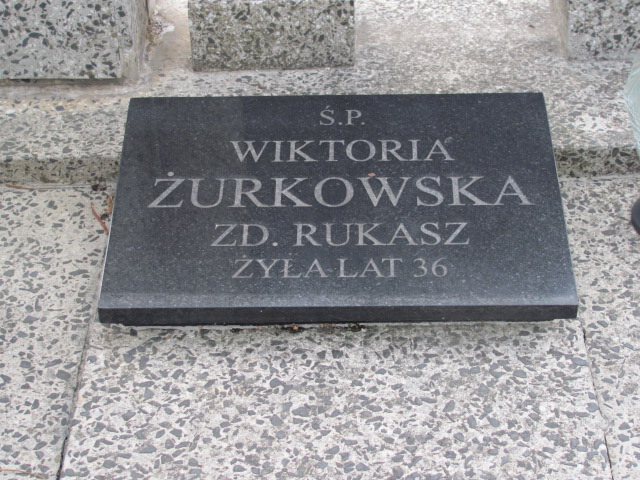 Ś.P.
WIKTORIA
ŻURKOWSKA
ZD. RUKASZ
ŻYŁA LAT 36